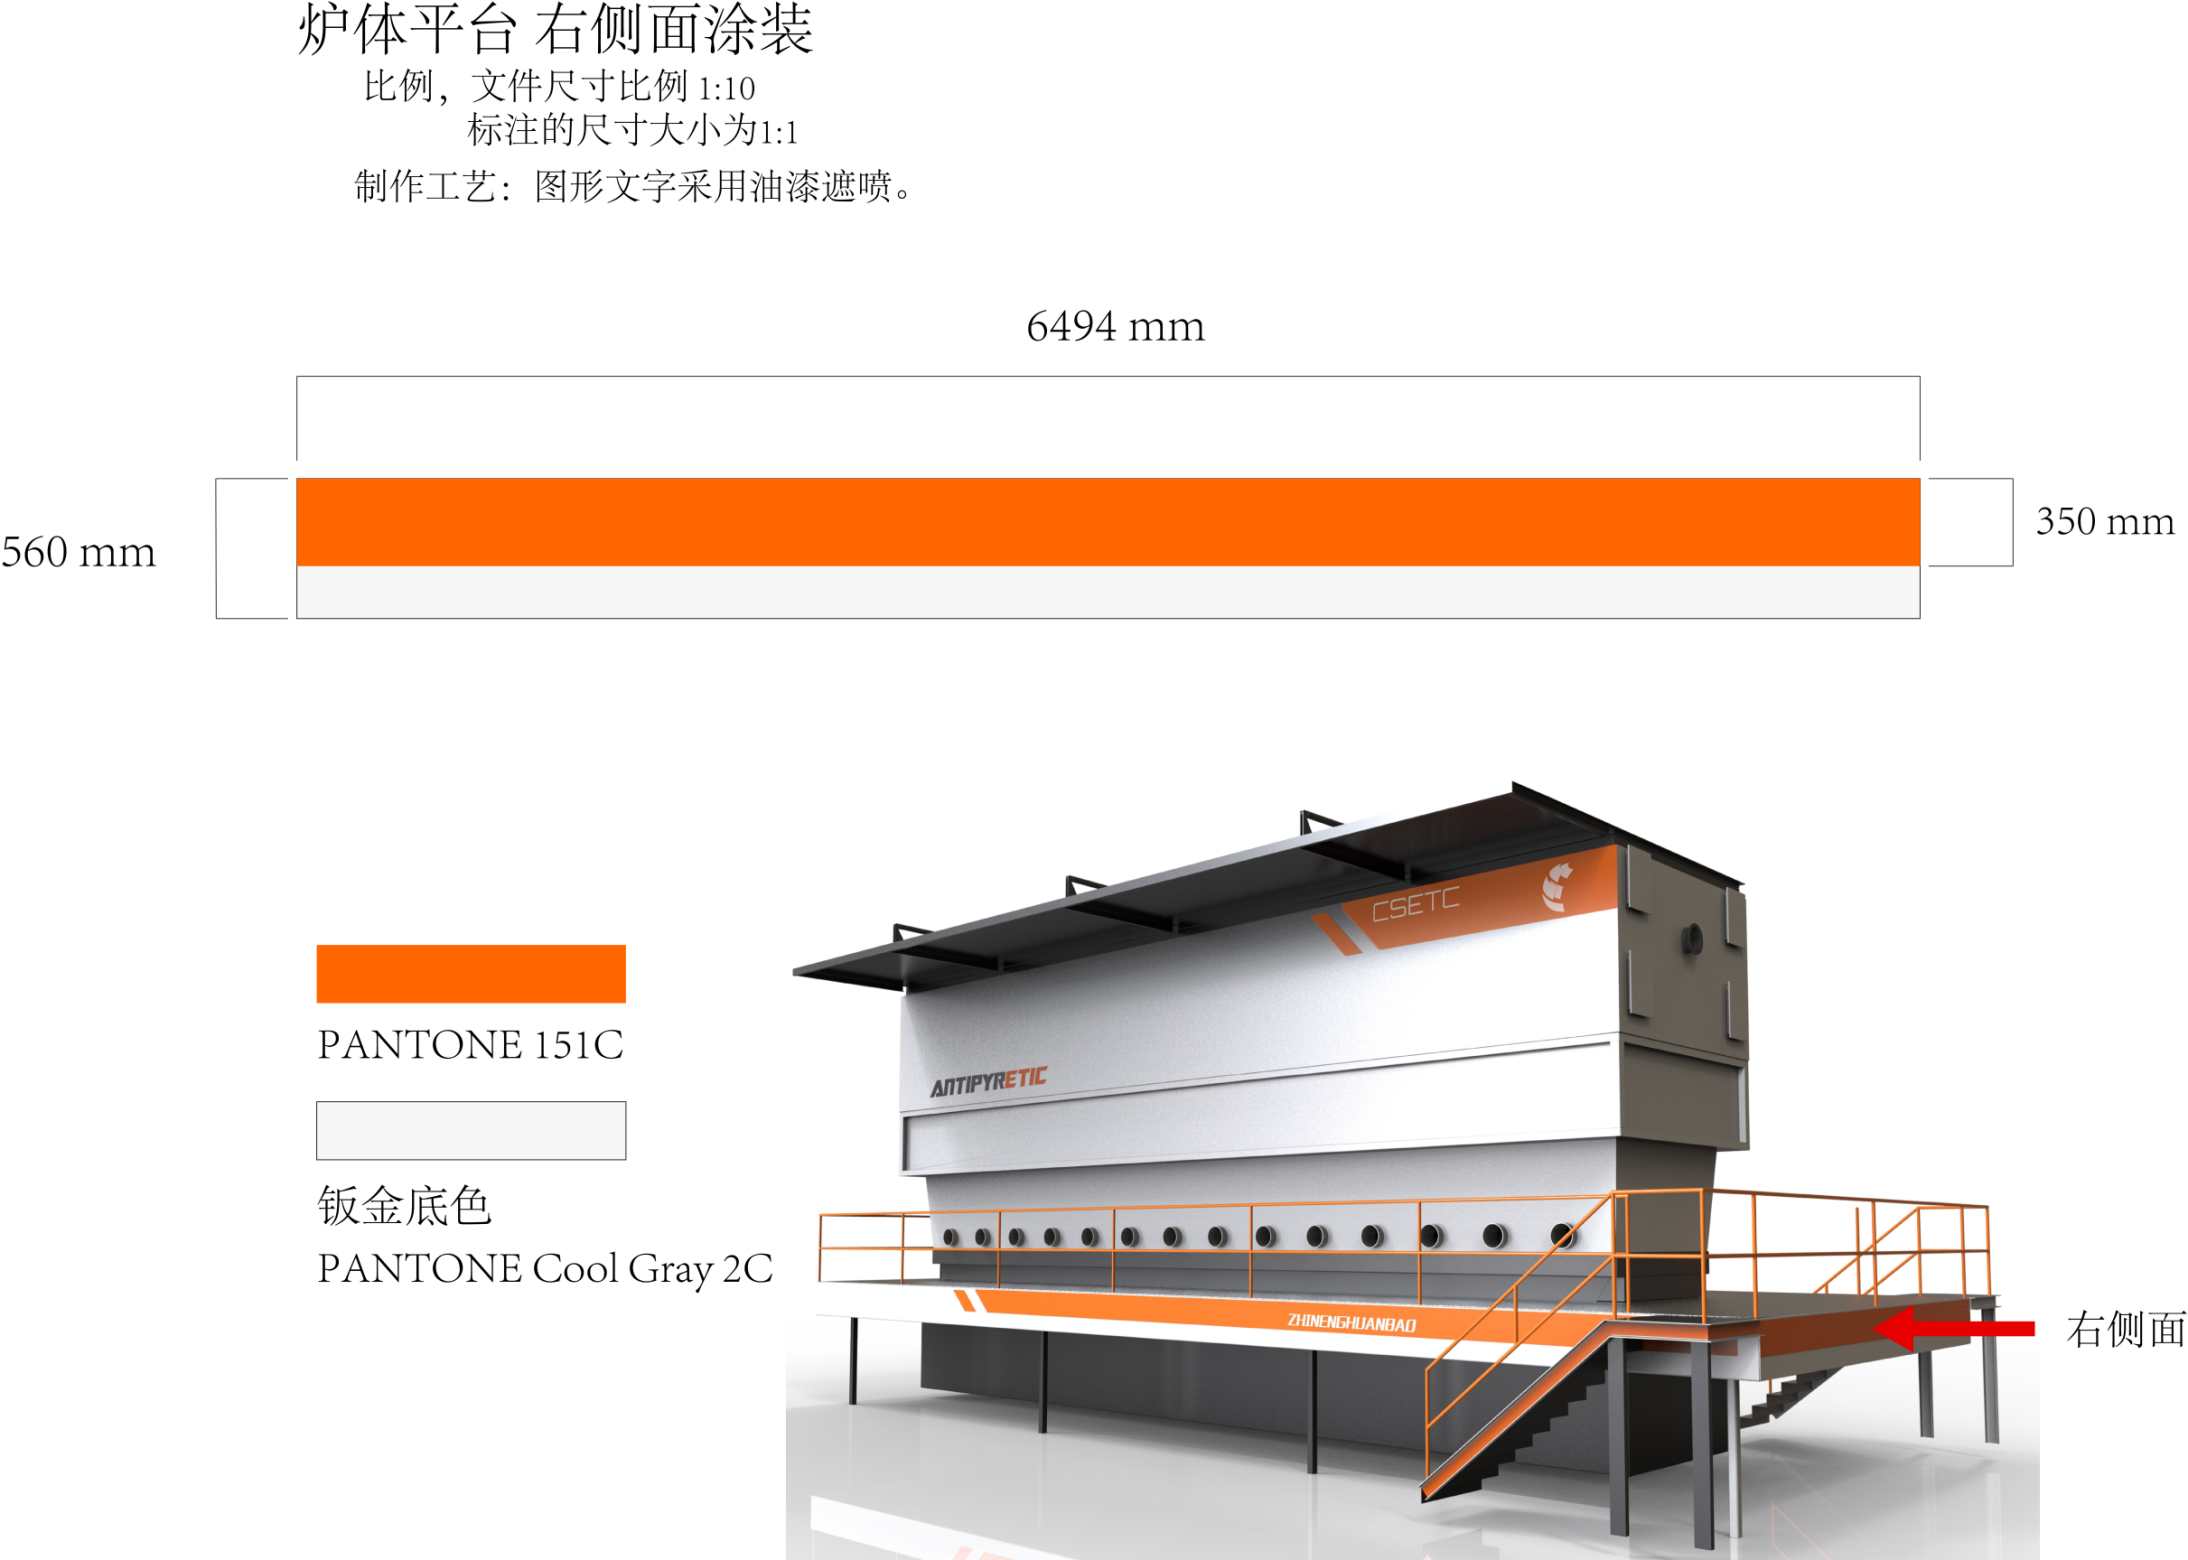 炉体平台 右侧面涂装
比例，文件尺寸比例 1:10
标注的尺寸大小为1:1
制作工艺：图形文字采用油漆遮喷。
6494 mm
560 mm
350 mm
CSETC
PANTONE 151C
ANTIPYRETIC
钣金底色
PANTONE Cool Gray 2C
ZHINENGHUANBAO
右侧面